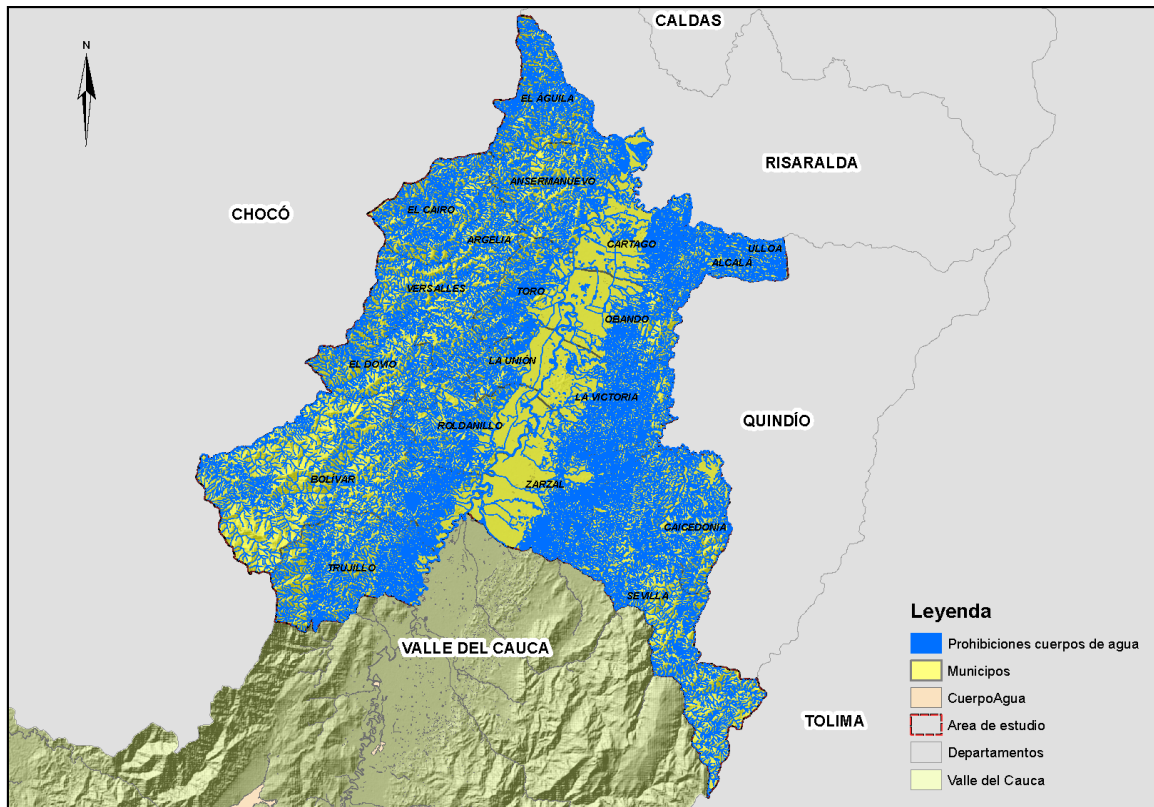 CALDAS
N
EL ÁGUILA
RISARALDA
ANSERMANUEVO
CHOCÓ
EL CAIRO
ARGELIA
CARTAGO
ULLOA
ALCALÁ
VERSALLES
TORO
OBANDO
LA UNIÓN
EL DOVIO
LA VICTORIA
QUINDÍO
ROLDANILLO
BOLÍVAR
ZARZAL
CAICEDONIA
TRUJILLO
SEVILLA
VALLE DEL CAUCA
TOLIMA
Leyenda
Prohibiciones cuerpos de agua
Municipos
CuerpoAgua
Area de estudio
Departamentos
Valle del Cauca